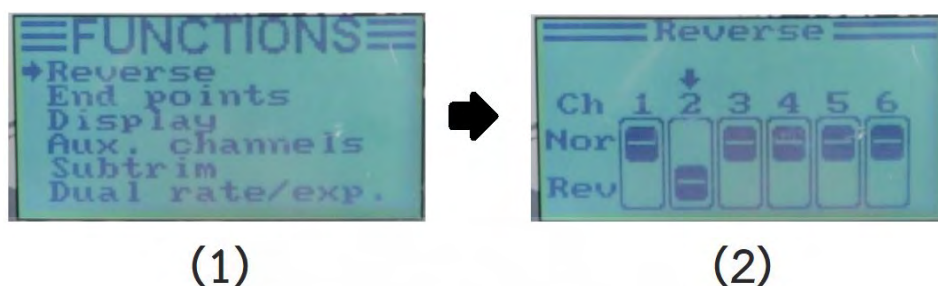 FUNCTIONS
Reverse
End points
Display
Aux. channels
Subtrim
Dual rate/exp.
(1)
Reverse
Ch 1 2 3 4 5 6
Nor
Rev
(2)